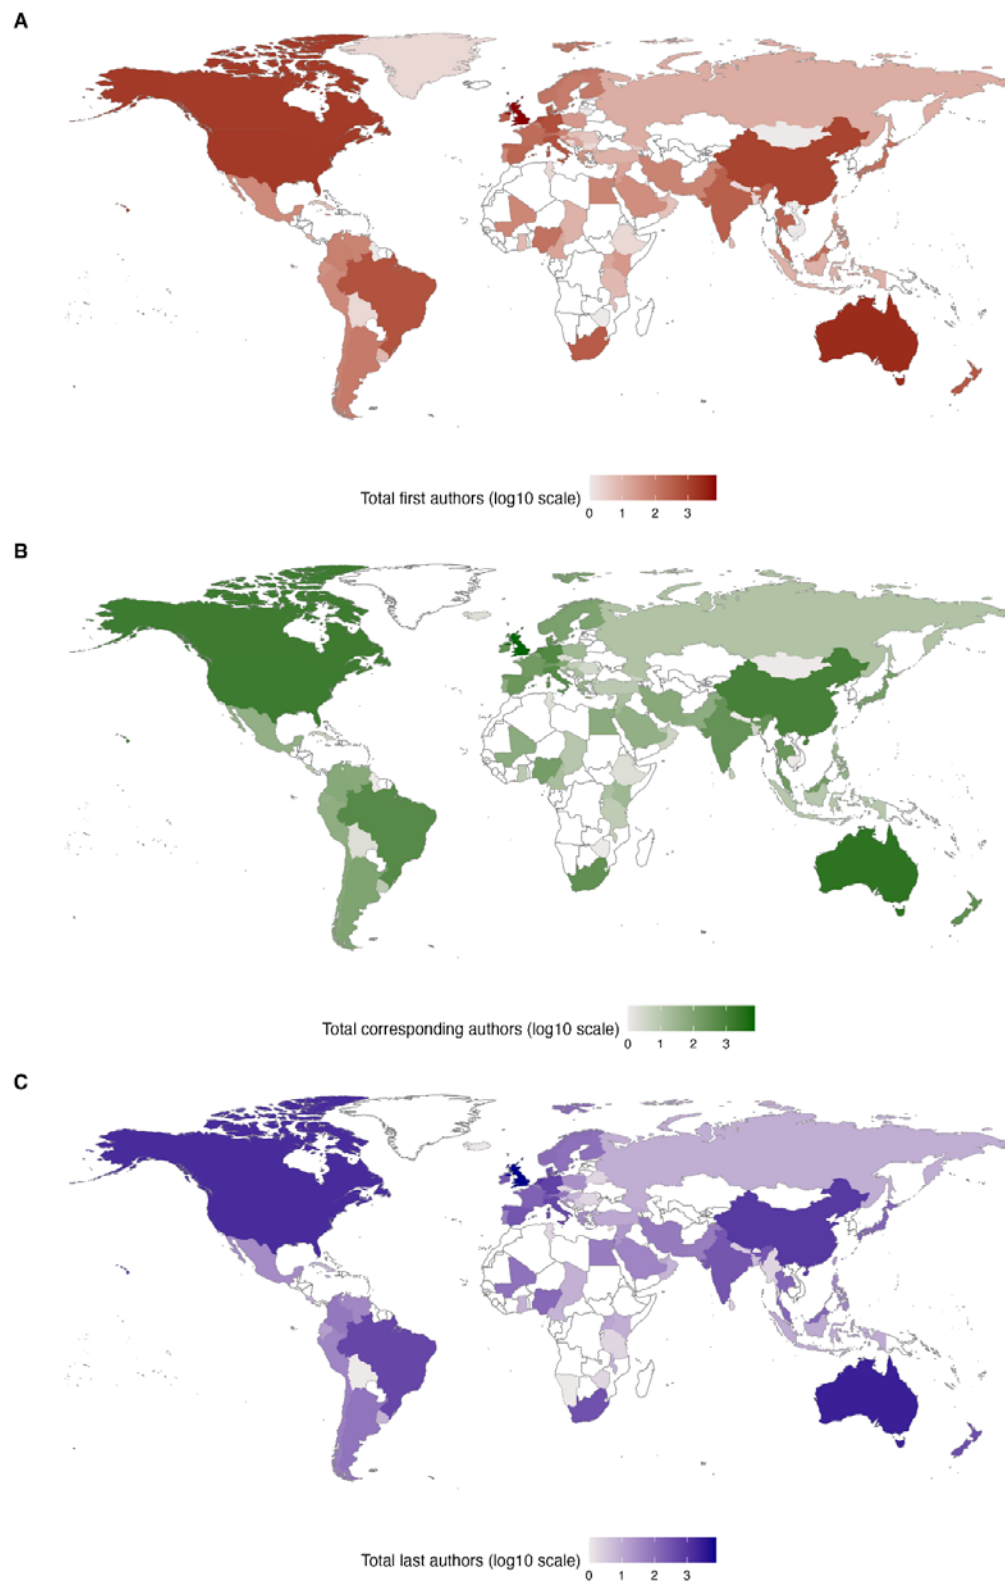 A
Total first authors (log10 scale)
0 1 2 3
B
Total corresponding authors (log10 scale)
0 1 2 3
C
Total last authors (log10 scale)
0 1 2 3